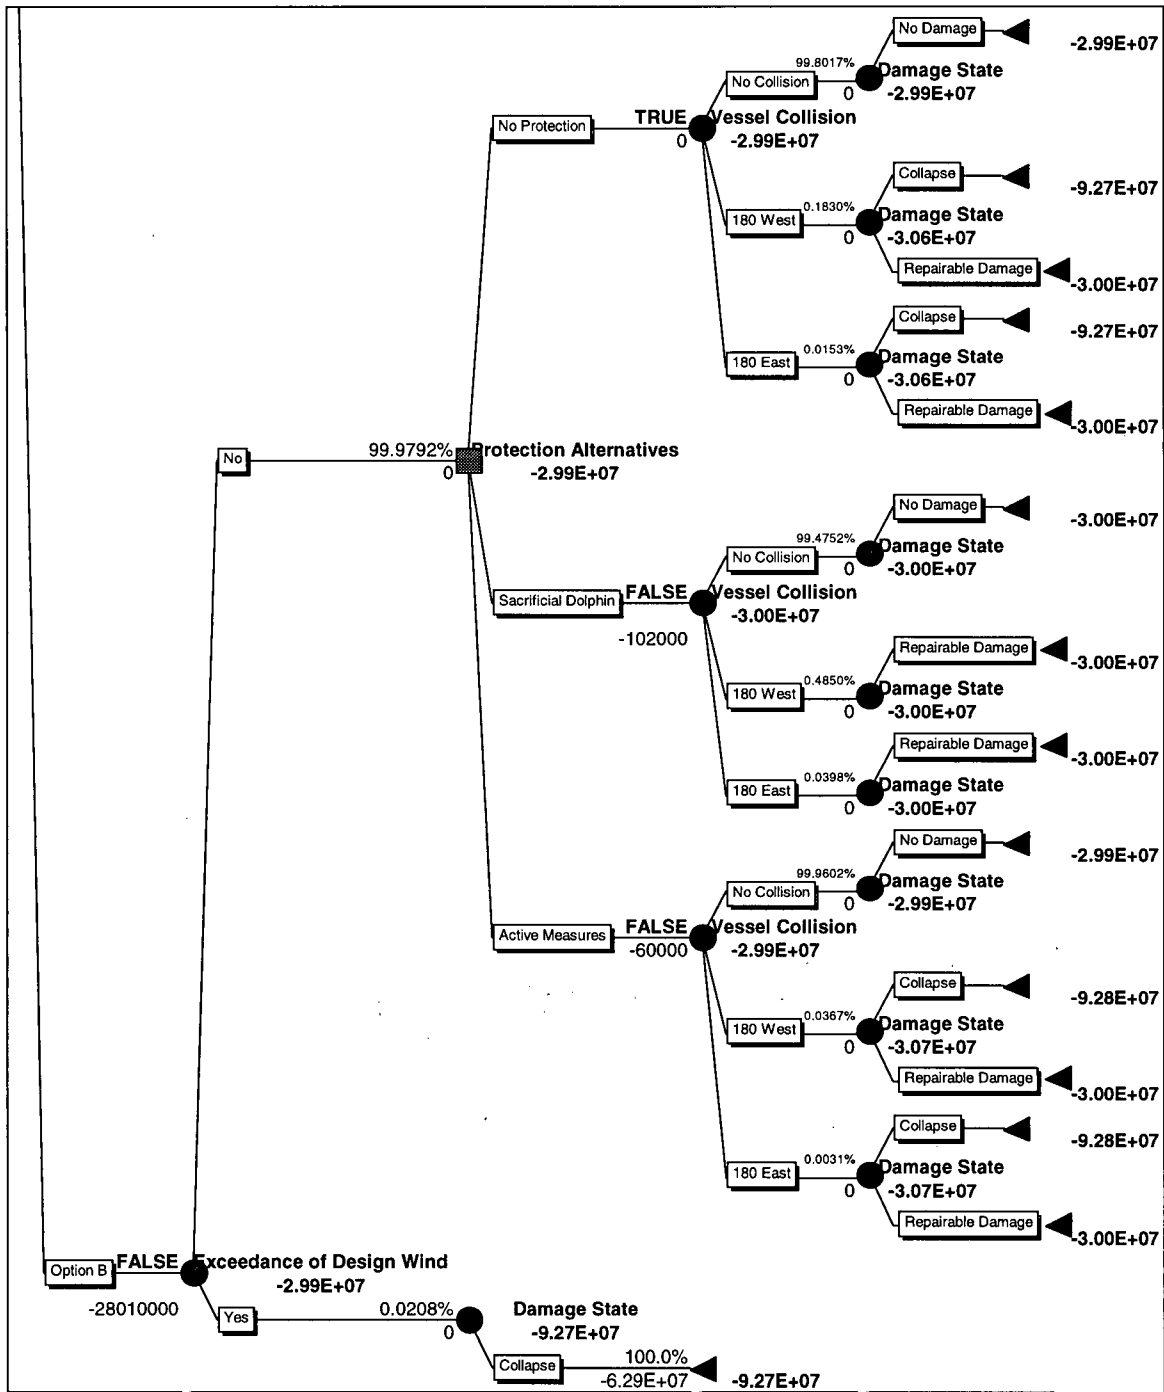 No Damage
-2.99E+07
99.8017%
No Collision
0
Damage State
-2.99E+07
No Protection
TRUE
0
Vessel Collision
-2.99E+07
Collapse
-9.27E+07
180 West
0.1830%
0
Damage State
-3.06E+07
Repairable Damage
-3.00E+07
Collapse
-9.27E+07
180 East
0.0153%
0
Damage State
-3.06E+07
Repairable Damage
-3.00E+07
No
99.9792%
0
Protection Alternatives
-2.99E+07
No Damage
-3.00E+07
99.4752%
No Collision
0
Damage State
-3.00E+07
Sacrificial Dolphin
FALSE
-102000
Vessel Collision
-3.00E+07
Repairable Damage
-3.00E+07
180 West
0.4850%
0
Damage State
-3.00E+07
Repairable Damage
-3.00E+07
180 East
0.0398%
0
Damage State
-3.00E+07
No Damage
-2.99E+07
99.9602%
No Collision
0
Damage State
-2.99E+07
Active Measures
FALSE
-60000
Vessel Collision
-2.99E+07
Collapse
-9.28E+07
180 West
0.0367%
0
Damage State
-3.07E+07
Repairable Damage
-3.00E+07
Collapse
-9.28E+07
180 East
0.0031%
0
Damage State
-3.07E+07
Repairable Damage
-3.00E+07
Option B
FALSE
-28010000
Exceedance of Design Wind
-2.99E+07
Yes
0.0208%
0
Damage State
-9.27E+07
Collapse
100.0%
-6.29E+07
-9.27E+07